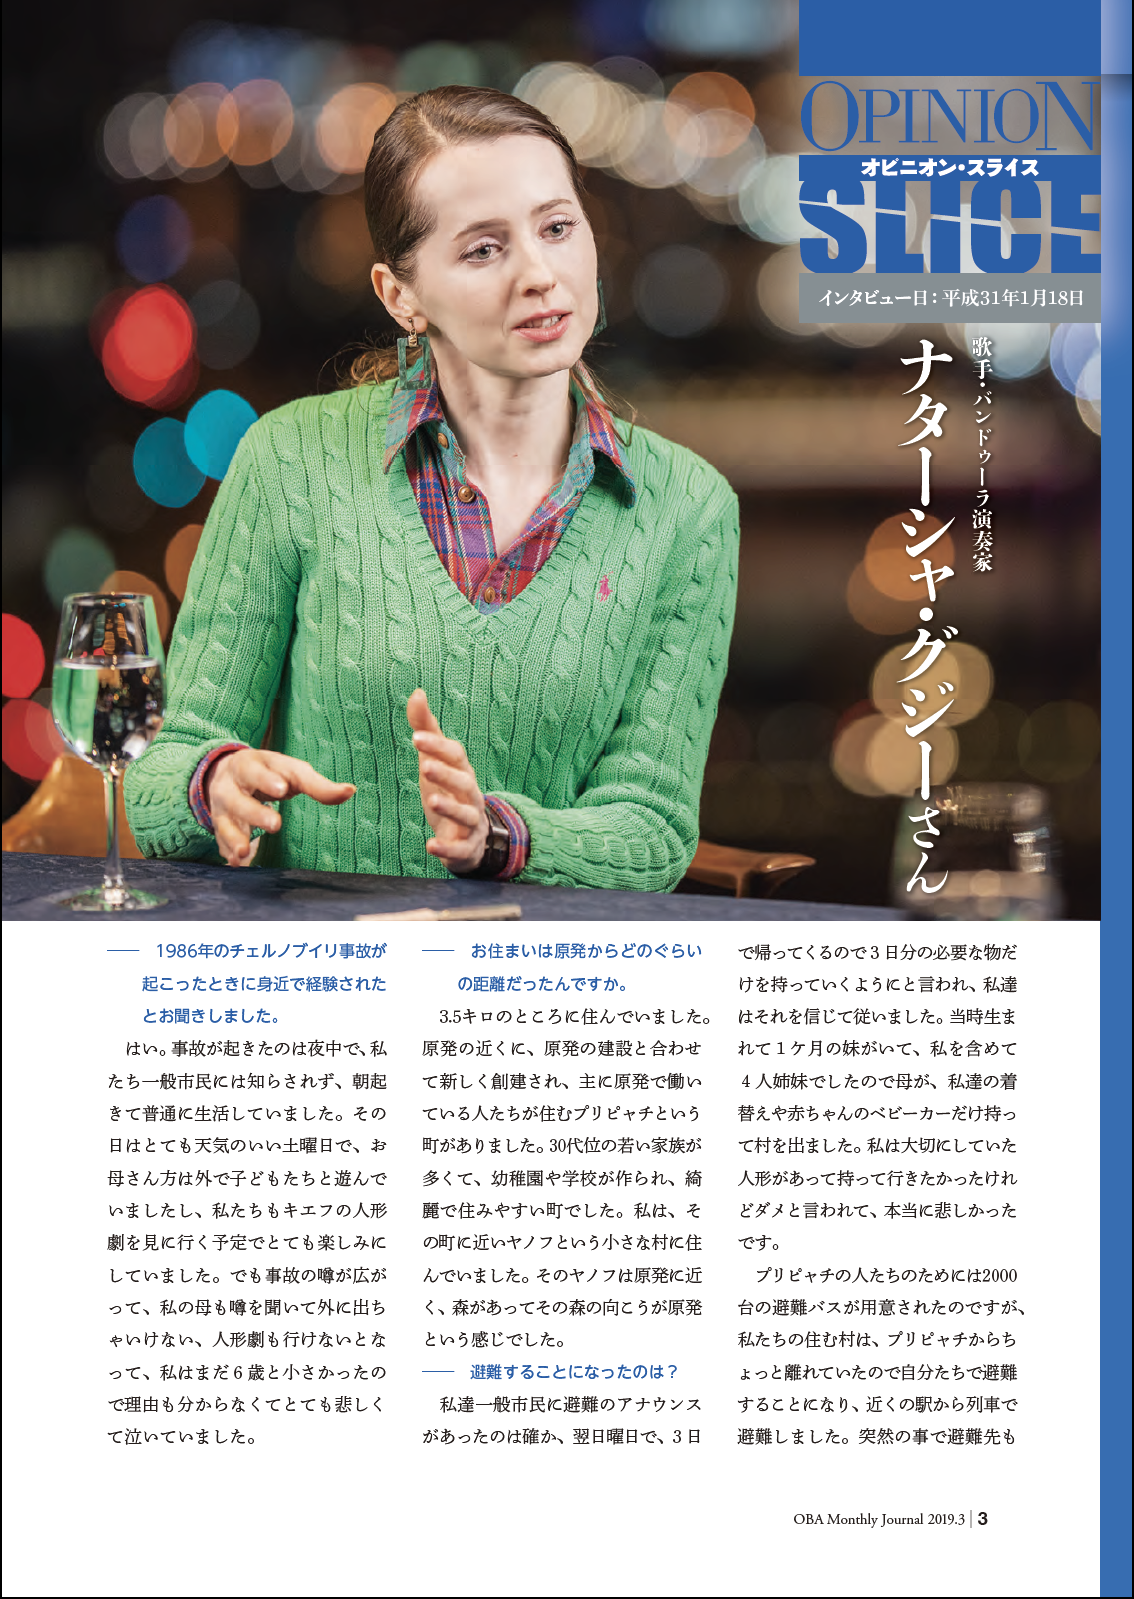 OPINION
オピニオン・スライス
SLICE
インタビュー日：平成31年1月18日
歌手・バンドゥーラ演奏家
ナターシャ・グジーさん
―― 1986年のチェルノブイリ事故が
起こったときに身近で経験された
とお聞きしました。
はい。事故が起きたのは夜中で、私
たち一般市民には知らされず、朝起
きて普通に生活していました。その
日はとても天気のいい土曜日で、お
母さん方は外で子どもたちと遊んで
いましたし、私たちもキエフの人形
劇を見に行く予定でとても楽しみに
していました。でも事故の噂が広が
って、私の母も噂を聞いて外に出ち
ゃいけない、人形劇も行けないとな
って、私はまだ６歳と小さかったの
で理由も分からなくてとても悲しく
て泣いていました。
―― お住まいは原発からどのぐらい
の距離だったんですか。
3.5キロのところに住んでいました。
原発の近くに、原発の建設と合わせ
て新しく創建され、主に原発で働い
ている人たちが住むプリピャチという
町がありました。30代位の若い家族が
多くて、幼稚園や学校が作られ、綺
麗で住みやすい町でした。私は、そ
の町に近いヤノフという小さな村に住
んでいました。そのヤノフは原発に近
く、森があってその森の向こうが原発
という感じでした。
―― 避難することになったのは？
私達一般市民に避難のアナウンス
があったのは確か、翌日曜日で、３日
で帰ってくるので３日分の必要な物だ
けを持っていくようにと言われ、私達
はそれを信じて従いました。当時生ま
れて１ケ月の妹がいて、私を含めて
４人姉妹でしたので母が、私達の着
替えや赤ちゃんのベビーカーだけ持っ
て村を出ました。私は大切にしていた
人形があって持って行きたかったけれ
どダメと言われて、本当に悲しかった
です。
プリピャチの人たちのためには2000
台の避難バスが用意されたのですが、
私たちの住む村は、プリピャチからち
ょっと離れていたので自分たちで避難
することになり、近くの駅から列車で
避難しました。突然の事で避難先も
OBA Monthly Journal 2019.3 | 3